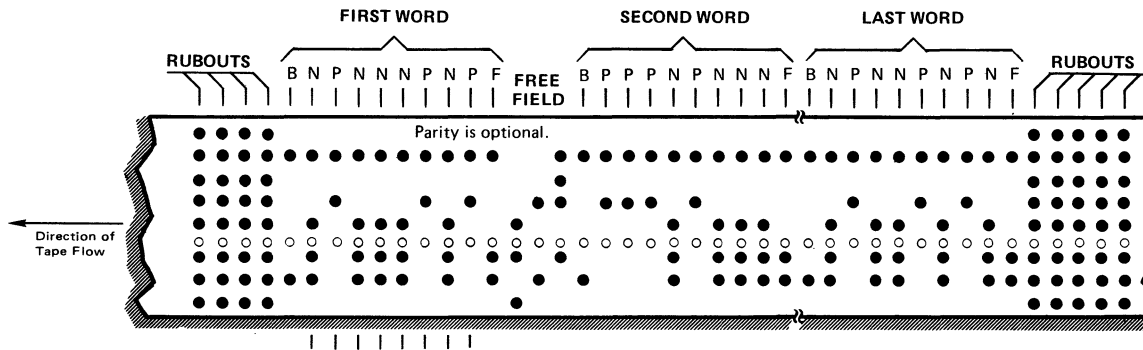 FIRST WORD
SECOND WORD
LAST WORD
RUBOUTS
B N P N N N P N P F
FREE
FIELD
B P P P N P N N N F
B N P N N P N P N F
RUBOUTS
Parity is optional.
Direction of
Tape Flow